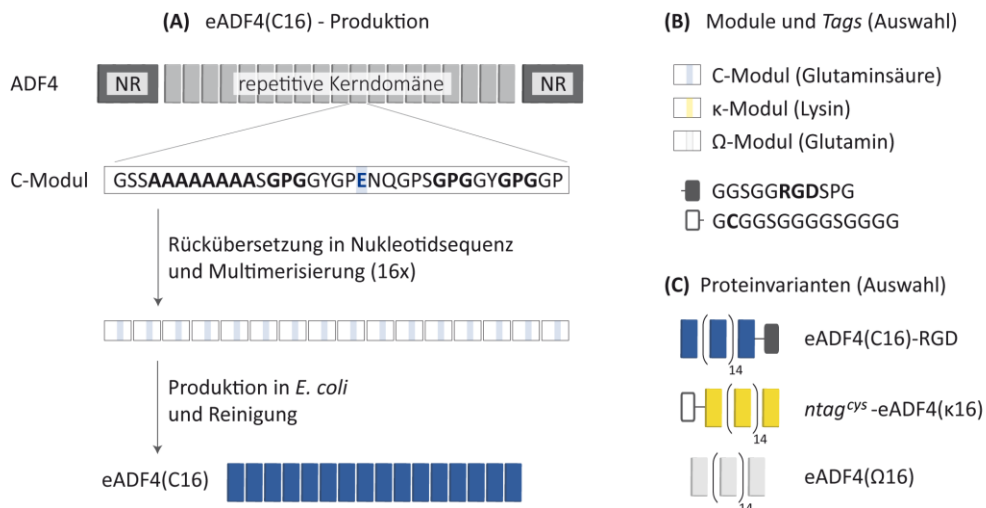 (A) eADF4(C16) - Produktion
ADF4
NR
repetitive Kerndomäne
NR
C-Modul
GSSAAAAAAAASGPGGYGPENQGPSGPGGYGPGGP
Rückübersetzung in Nukleotidsequenz
und Multimerisierung (16x)
Produktion in E. coli
und Reinigung
eADF4(C16)
(B) Module und Tags (Auswahl)
C-Modul (Glutaminsäure)
κ-Modul (Lysin)
Ω-Modul (Glutamin)
GGSGGRGDSPG
GCGGSGGGGSGGGG
(C) Proteinvarianten (Auswahl)
eADF4(C16)-RGD
14
ntagcys-eADF4(κ16)
14
eADF4(Ω16)
14